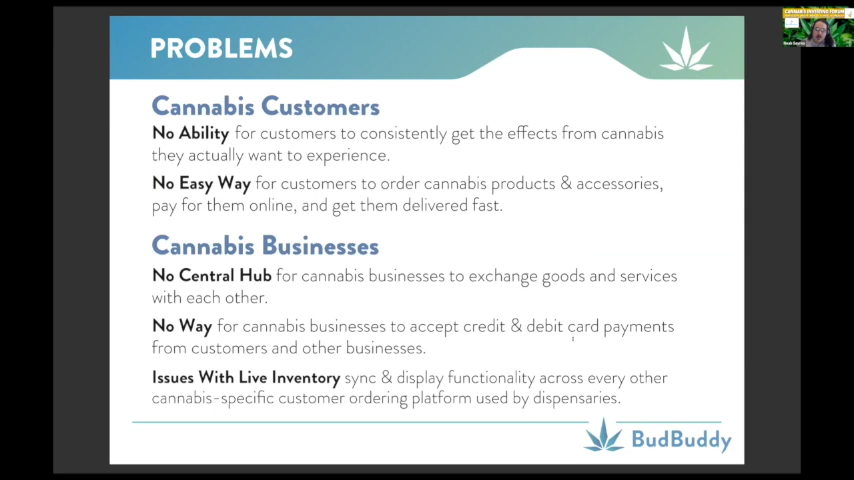 CANNABIS INVESTING FORUM
PROBLEMS
Cannabis Customers
No Ability for customers to consistently get the effects from cannabis
they actually want to experience.
No Easy Way for customers to order cannabis products & accessories,
pay for them online, and get them delivered fast.
Cannabis Businesses
No Central Hub for cannabis businesses to exchange goods and services
with each other.
No Way for cannabis businesses to accept credit & debit card payments
from customers and other businesses.
Issues With Live Inventory sync & display functionality across every other
cannabis-specific customer ordering platform used by dispensaries.
BudBuddy